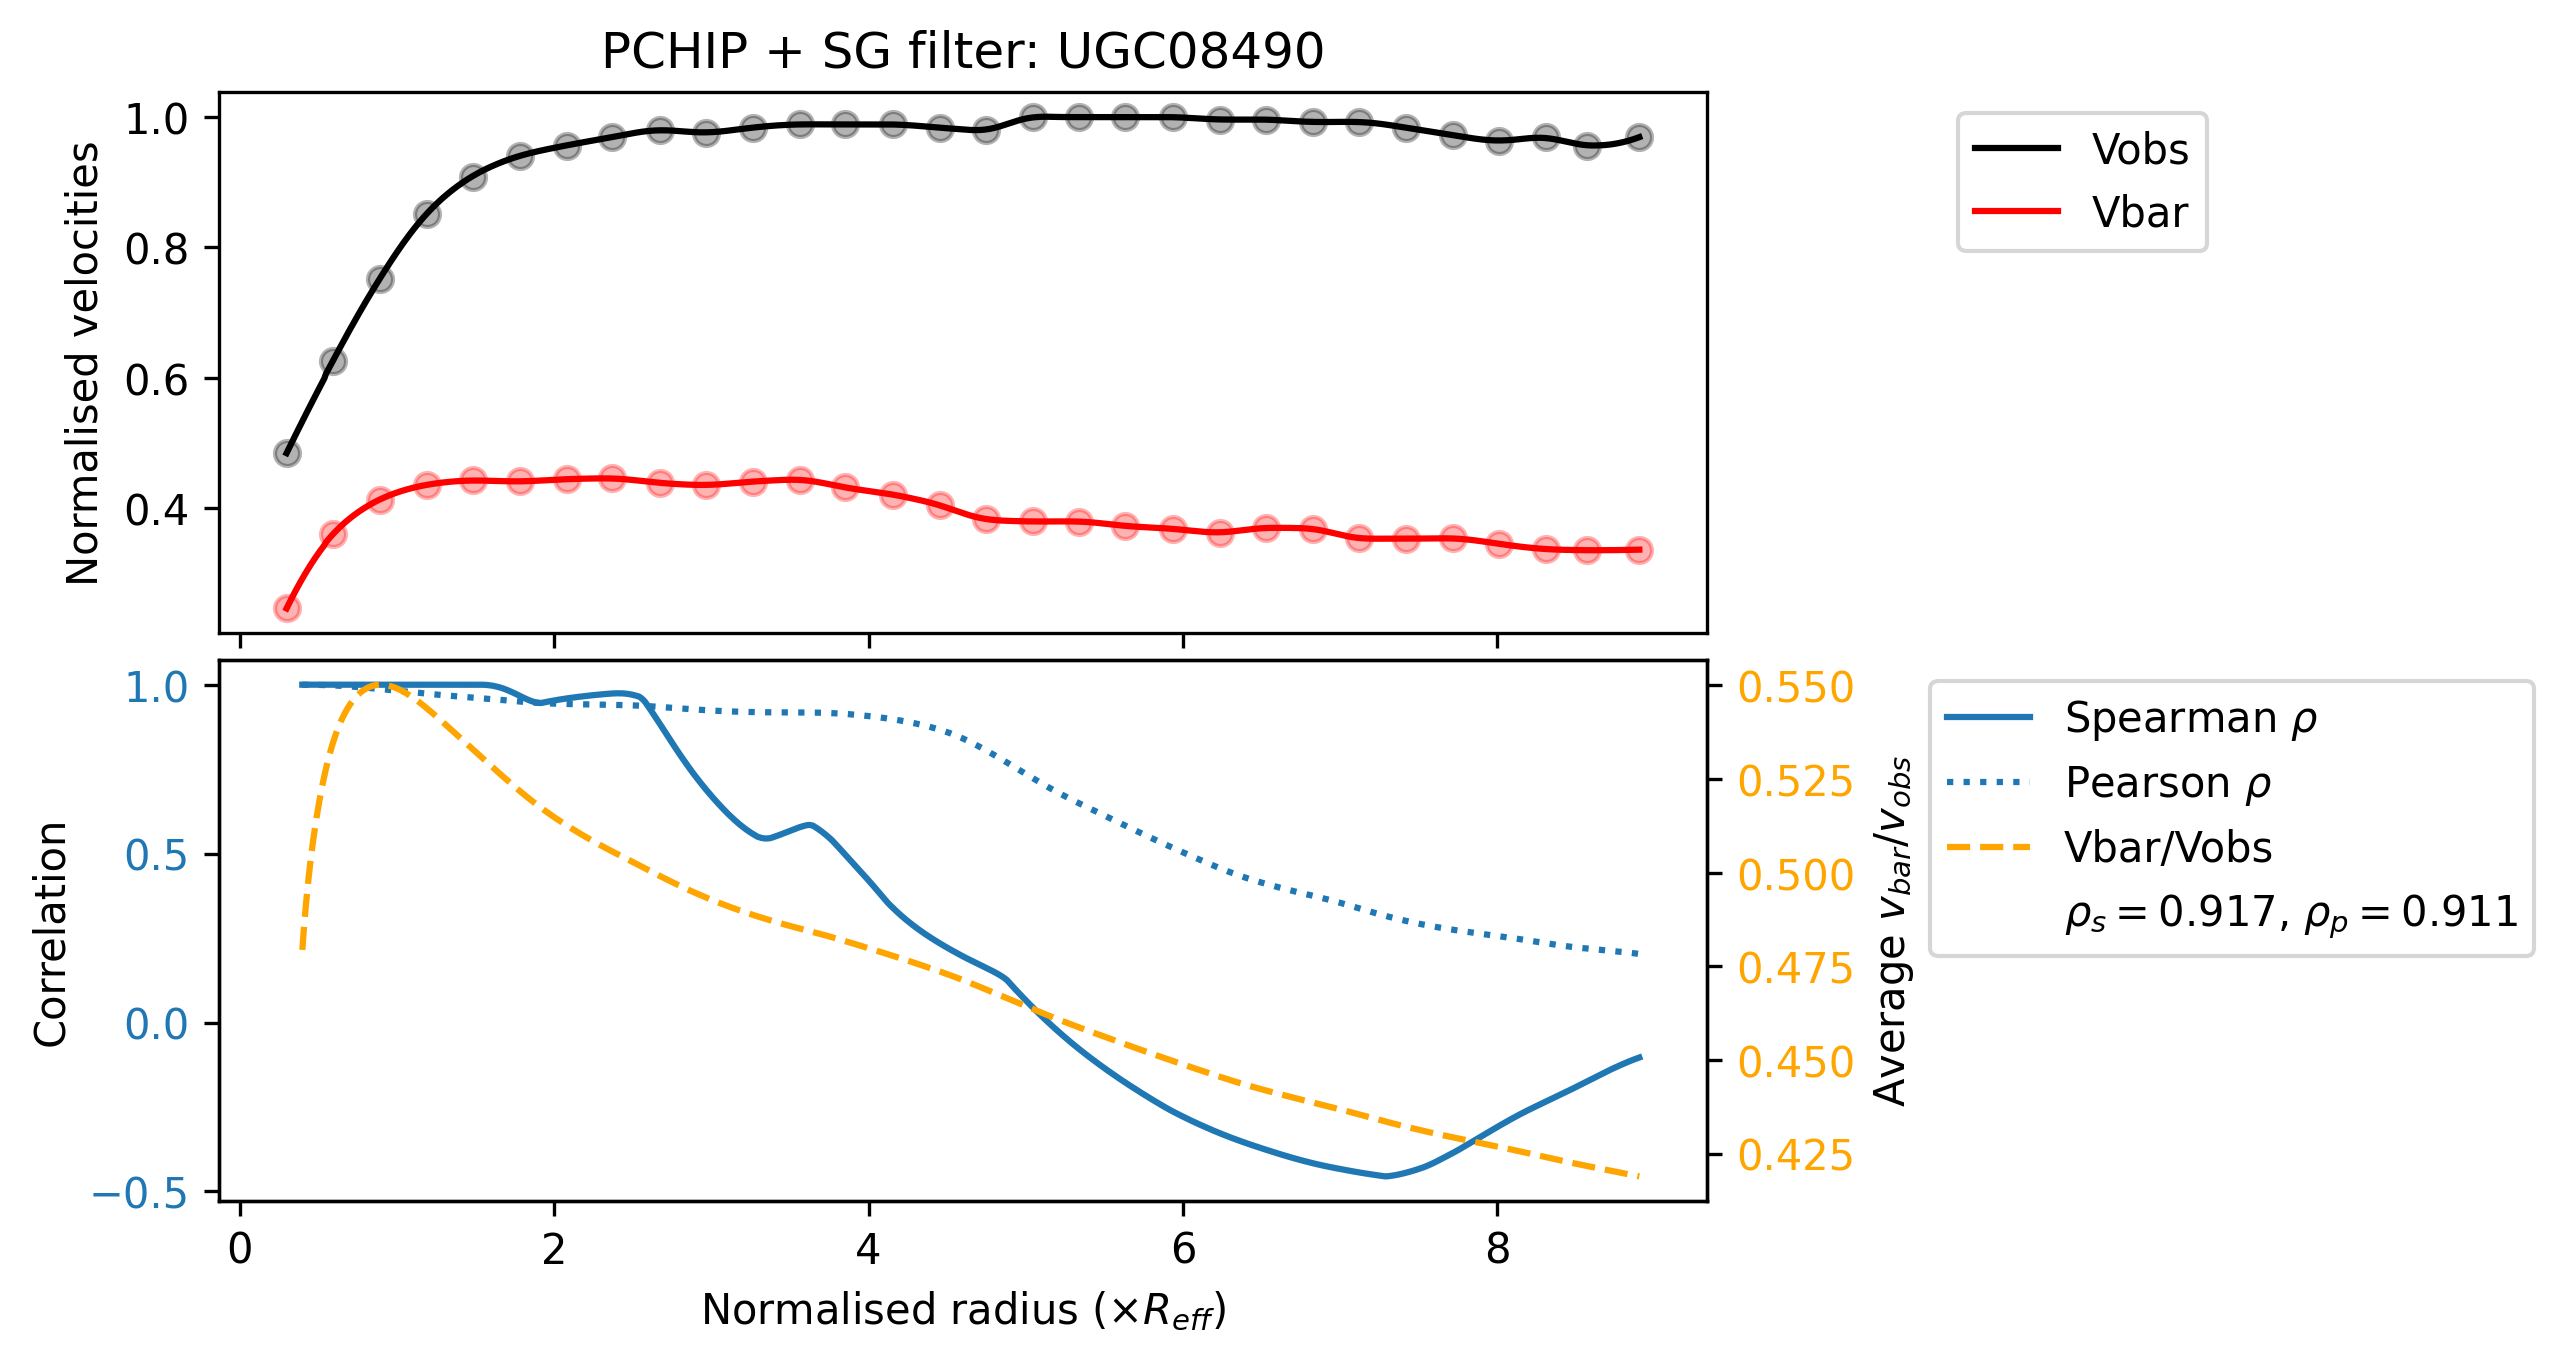 PCHIP + SG filter: UGC08490
Normalised velocities
1.0
0.8
0.6
0.4
Vobs
Vbar
Correlation
1.0
0.5
0.0
−0.5
0.550
0.525
0.500
0.475
0.450
0.425
Average v_bar/v_obs
Spearman ρ
Pearson ρ
Vbar/Vobs
ρ_s = 0.917, ρ_p = 0.911
0 2 4 6 8
Normalised radius (×R_eff)